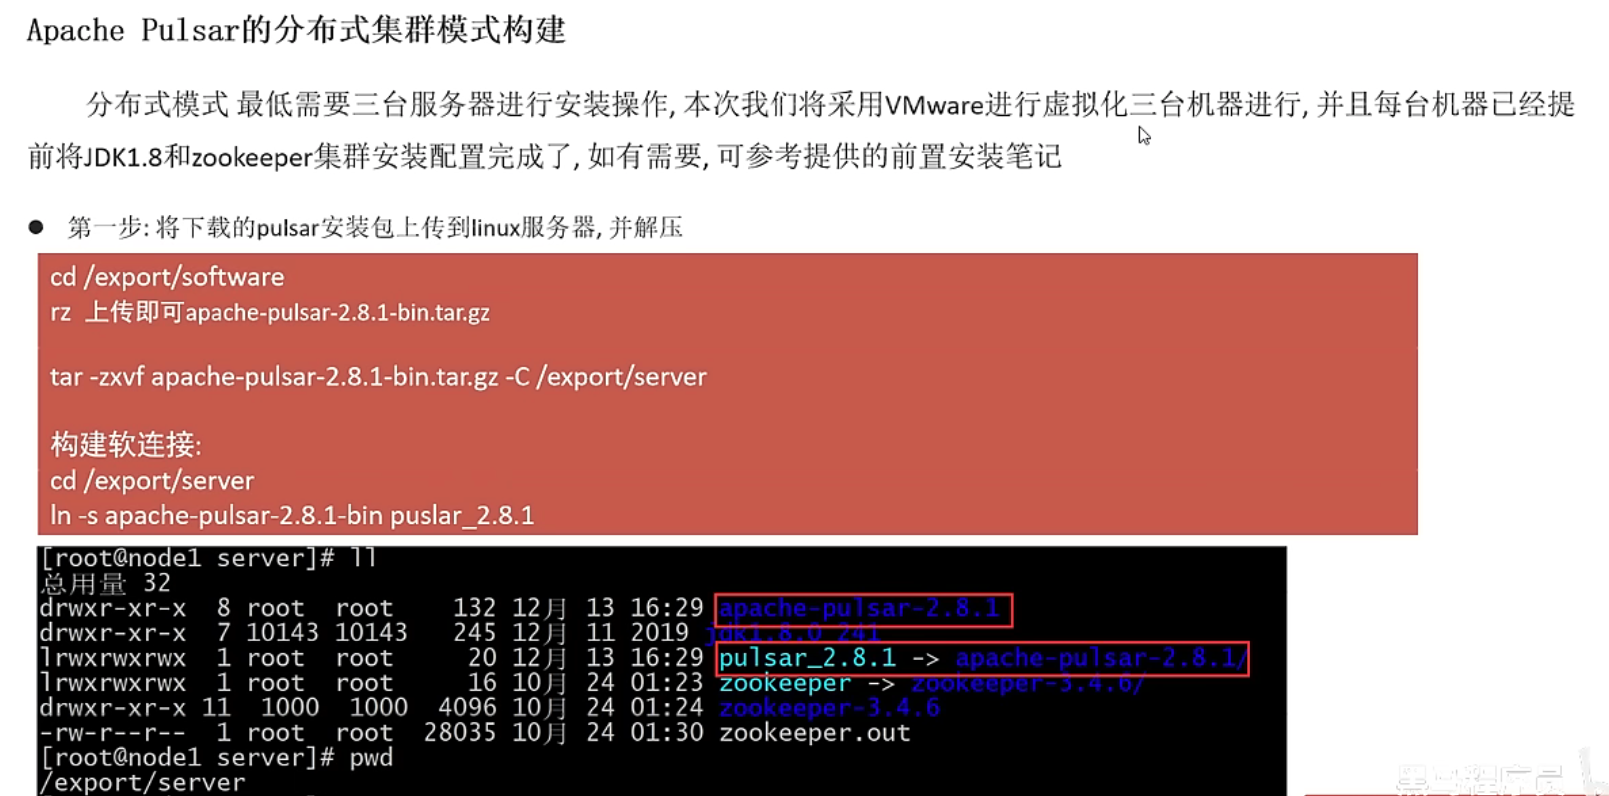 Apache Pulsar的分布式集群模式构建
分布式模式 最低需要三台服务器进行安装操作, 本次我们将采用VMware进行虚拟化三台机器进行, 并且每台机器已经提
前将JDK1.8和zookeeper集群安装配置完成了, 如有需要, 可参考提供的前置安装笔记
● 第一步: 将下载的pulsar安装包上传到linux服务器, 并解压
cd /export/software
rz 上传即可apache-pulsar-2.8.1-bin.tar.gz
tar -zxvf apache-pulsar-2.8.1-bin.tar.gz -C /export/server
构建软连接:
cd /export/server
ln -s apache-pulsar-2.8.1-bin puslar_2.8.1
[root@node1 server]# ll
总用量 32
drwxr-xr-x 8 root root 132 12月 13 16:29 apache-pulsar-2.8.1
drwxr-xr-x 7 10143 10143 245 12月 11 2019 jdk1.8.0_241
lrwxrwxrwx 1 root root 20 12月 13 16:29 pulsar_2.8.1 -> apache-pulsar-2.8.1/
lrwxrwxrwx 1 root root 16 10月 24 01:23 zookeeper -> zookeeper-3.4.6/
drwxr-xr-x 11 1000 1000 4096 10月 24 01:24 zookeeper-3.4.6
-rw-r--r-- 1 root root 28035 10月 24 01:30 zookeeper.out
[root@node1 server]# pwd
/export/server
黑马程序员